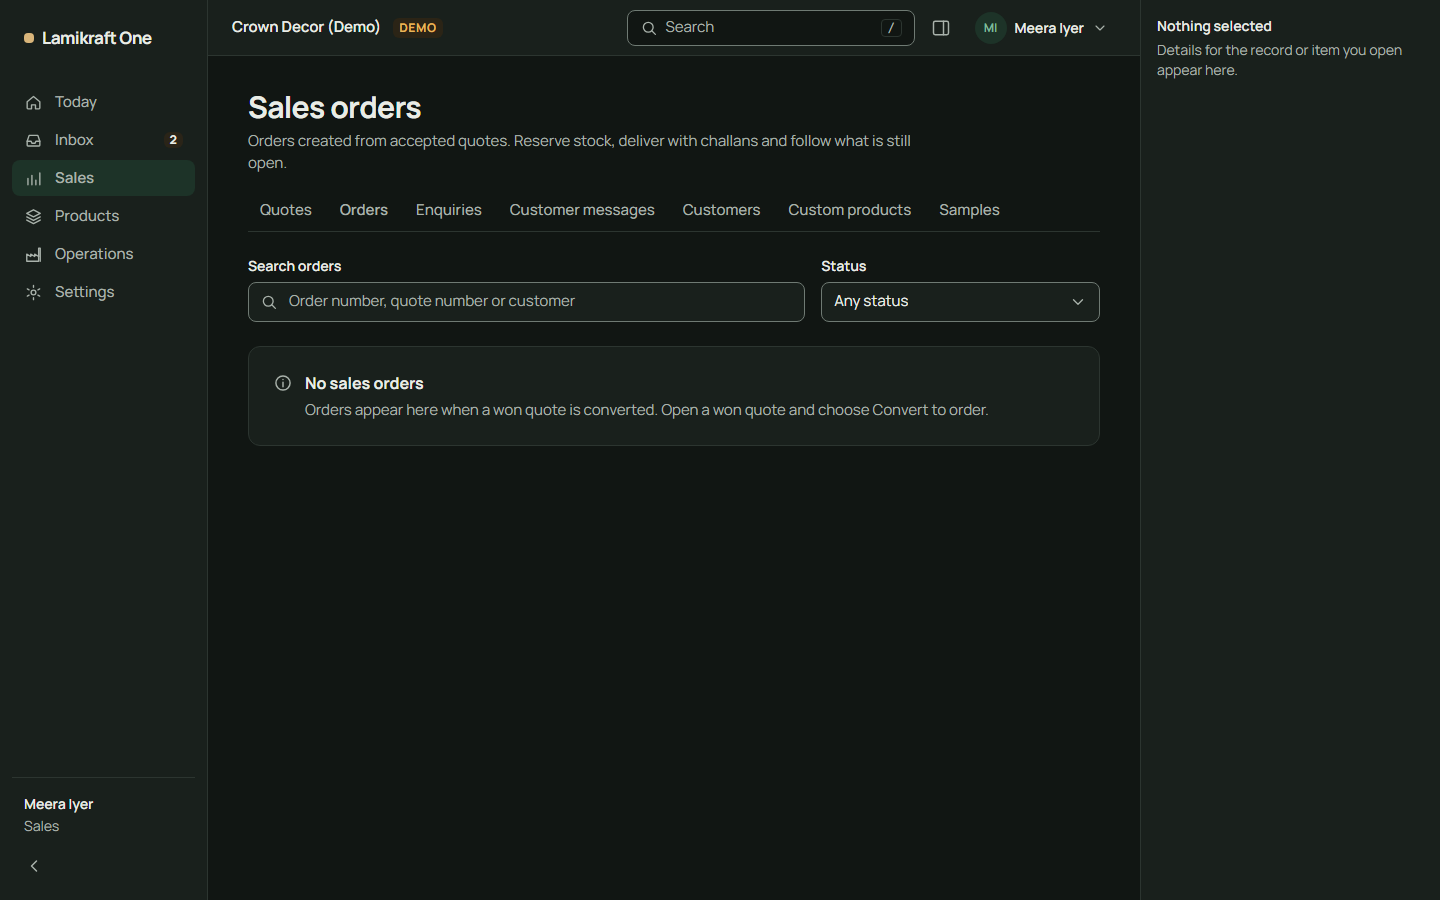 Lamikraft One
Today
Inbox 2
Sales
Products
Operations
Settings
Meera Iyer
Sales
Crown Decor (Demo) DEMO
Search /
MI Meera Iyer
Sales orders
Orders created from accepted quotes. Reserve stock, deliver with challans and follow what is still
open.
Quotes Orders Enquiries Customer messages Customers Custom products Samples
Search orders Status
Order number, quote number or customer Any status
No sales orders
Orders appear here when a won quote is converted. Open a won quote and choose Convert to order.
Nothing selected
Details for the record or item you open
appear here.